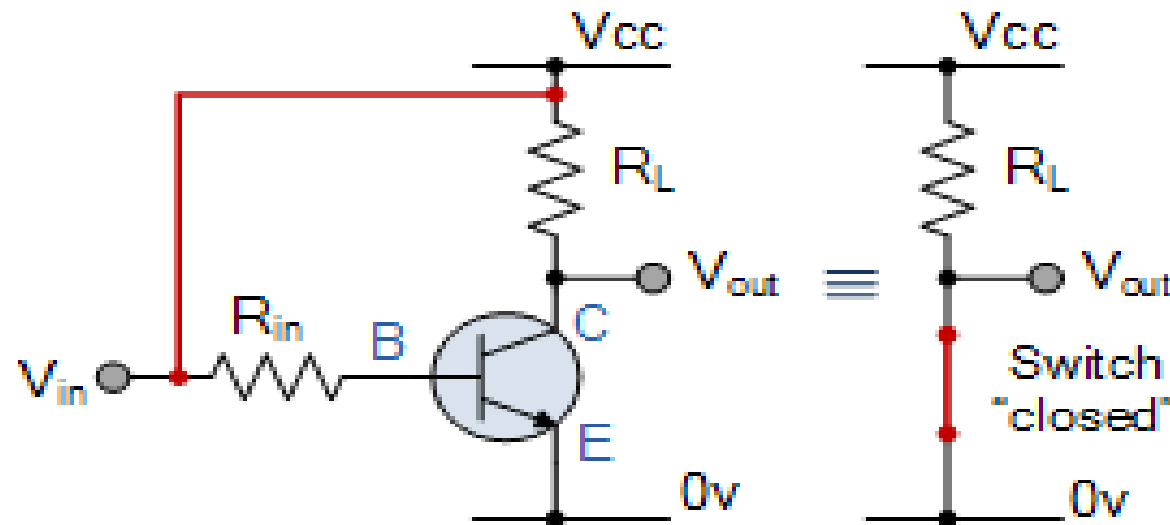 Vcc
RL
Vout
Rin
B
C
Vin
E
0v
≡
Vcc
RL
Vout
Switch
"closed"
0v